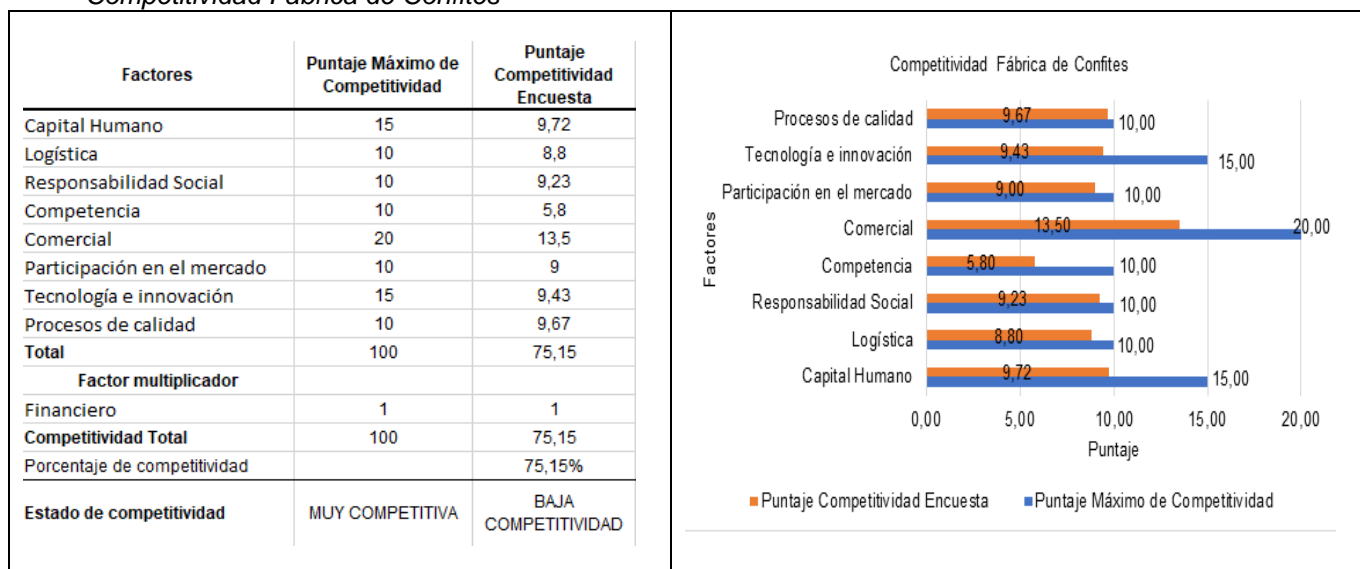 Competitividad Fábrica de Confites
Factores Puntaje Máximo de Competitividad Puntaje Competitividad Encuesta
Capital Humano 15 9,72
Logística 10 8,8
Responsabilidad Social 10 9,23
Competencia 10 5,8
Comercial 20 13,5
Participación en el mercado 10 9
Tecnología e innovación 15 9,43
Procesos de calidad 10 9,67
Total 100 75,15
Factor multiplicador
Financiero 1 1
Competitividad Total 100 75,15
Porcentaje de competitividad 75,15%
Estado de competitividad MUY COMPETITIVA BAJA COMPETITIVIDAD
Competitividad Fábrica de Confites
Factores
Procesos de calidad 9,67 10,00
Tecnología e innovación 9,43 15,00
Participación en el mercado 9,00 10,00
Comercial 13,50 20,00
Competencia 5,80 10,00
Responsabilidad Social 9,23 10,00
Logística 8,80 10,00
Capital Humano 9,72 15,00
0,00 5,00 10,00 15,00 20,00
Puntaje
Puntaje Competitividad Encuesta Puntaje Máximo de Competitividad